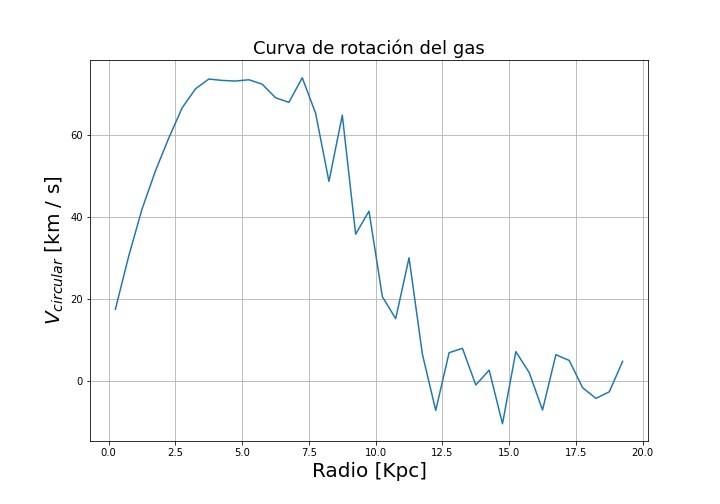 Curva de rotación del gas
V_circular [km / s]
60
40
20
0
0.0 2.5 5.0 7.5 10.0 12.5 15.0 17.5 20.0
Radio [Kpc]